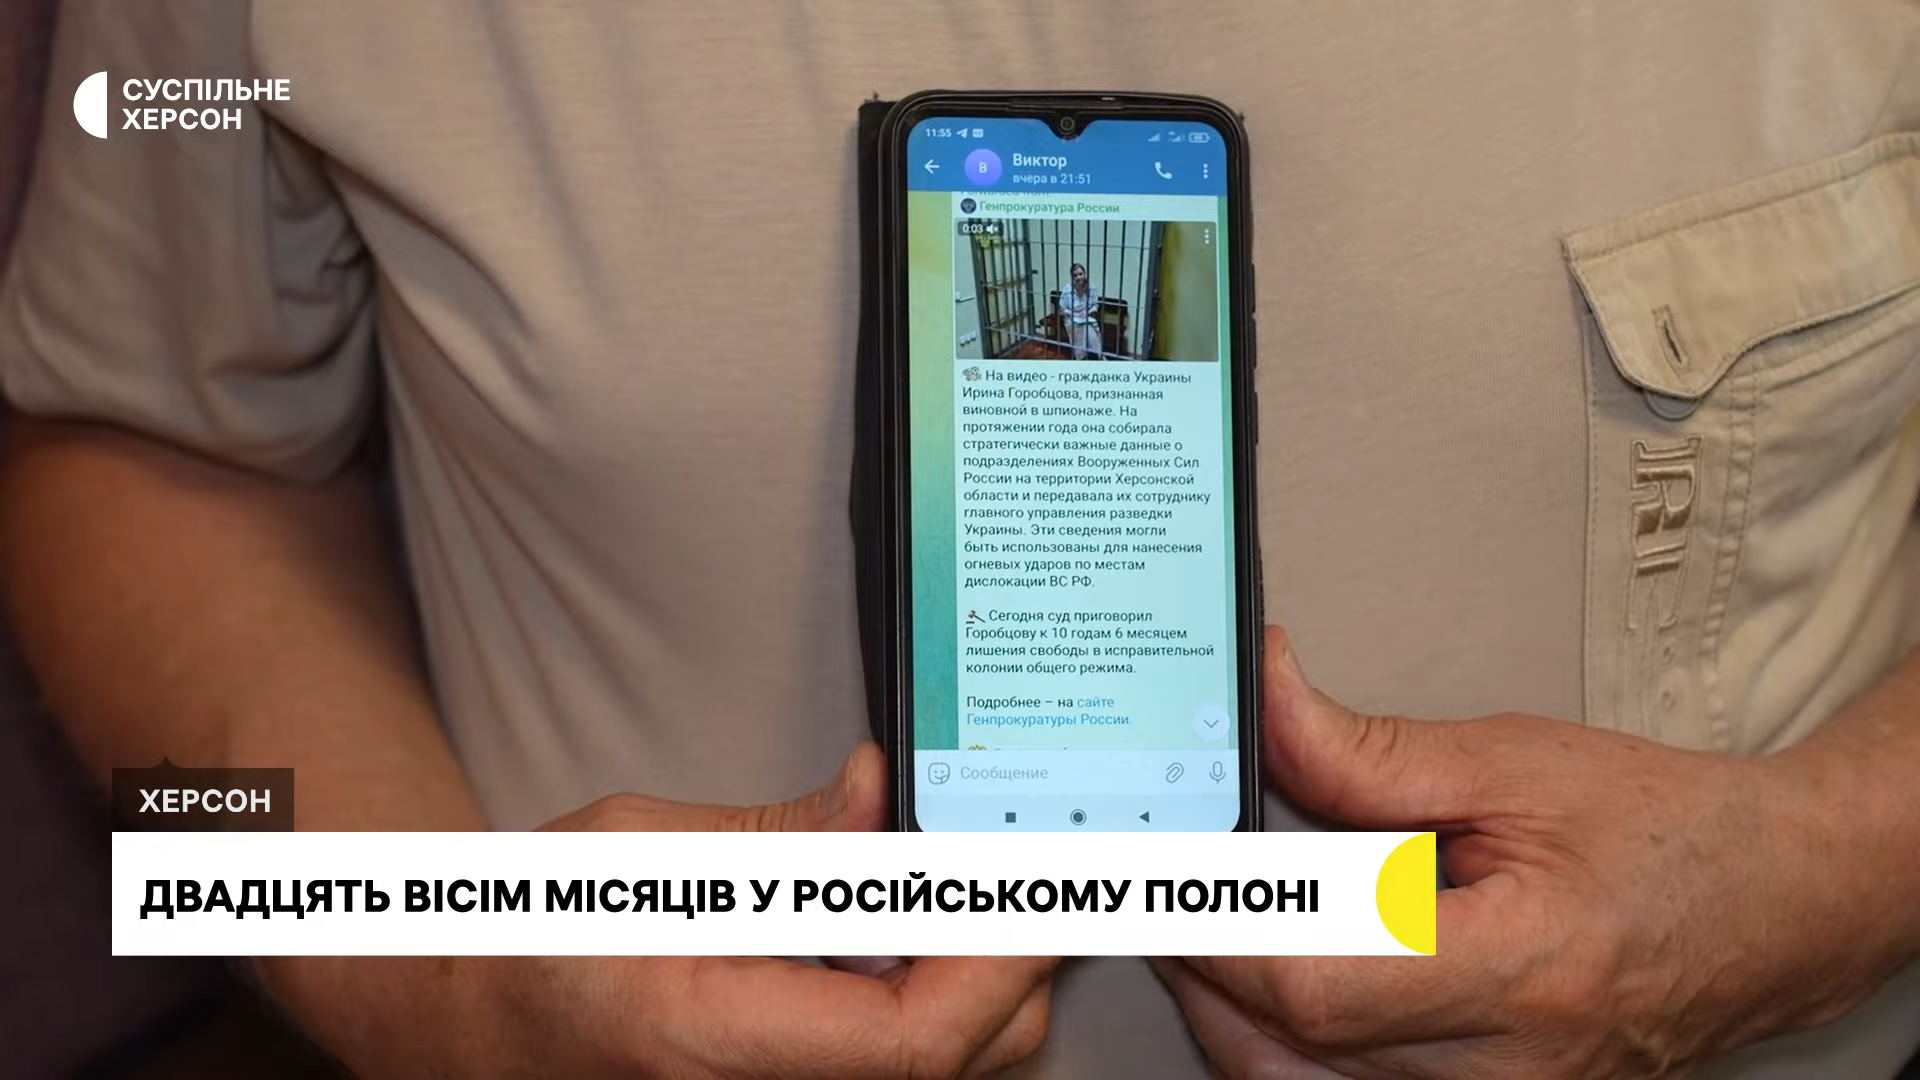 СУСПІЛЬНЕ
ХЕРСОН
11:55
Виктор
вчера в 21:51
Генпрокуратура России
0:03
На видео - гражданка Украины
Ирина Горобцова, признанная
виновной в шпионаже. На
протяжении года она собирала
стратегически важные данные о
подразделениях Вооруженных Сил
России на территории Херсонской
области и передавала их сотруднику
главного управления разведки
Украины. Эти сведения могли
быть использованы для нанесения
огневых ударов по местам
дислокации ВС РФ.
Сегодня суд приговорил
Горобцову к 10 годам 6 месяцем
лишения свободы в исправительной
колонии общего режима.
Подробнее – на сайте
Генпрокуратуры России.
Сообщение
ХЕРСОН
ДВАДЦЯТЬ ВІСІМ МІСЯЦІВ У РОСІЙСЬКОМУ ПОЛОНІ